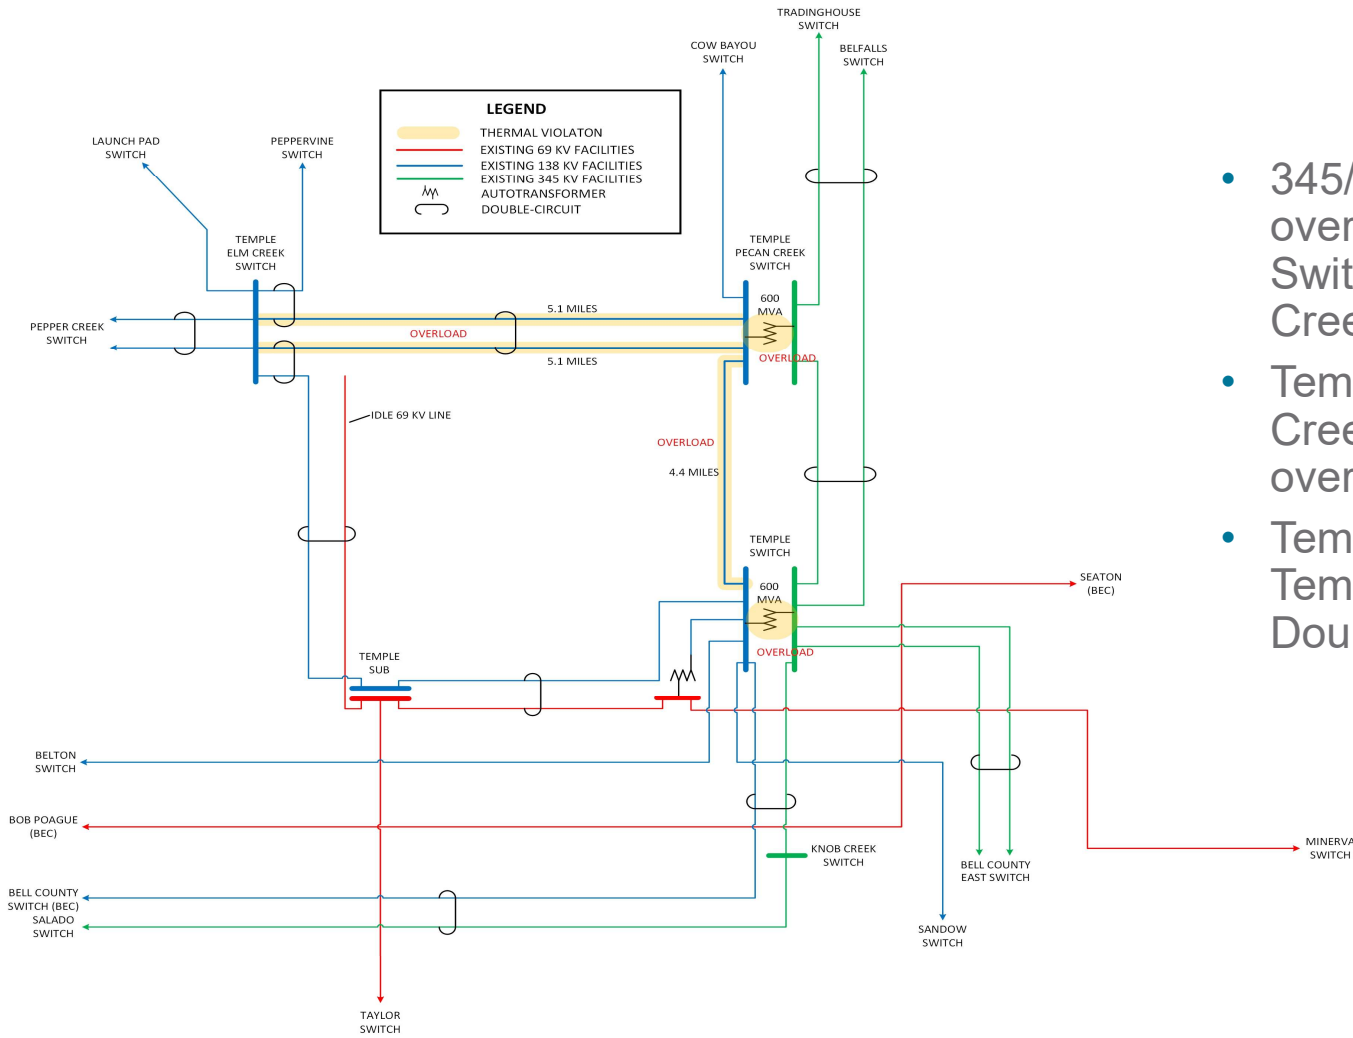 TRADINGHOUSE
SWITCH
COW BAYOU
SWITCH
BELFALLS
SWITCH
LEGEND
THERMAL VIOLATON
EXISTING 69 KV FACILITIES
EXISTING 138 KV FACILITIES
EXISTING 345 KV FACILITIES
AUTOTRANSFORMER
DOUBLE-CIRCUIT
LAUNCH PAD
SWITCH
PEPPERVINE
SWITCH
TEMPLE
ELM CREEK
SWITCH
TEMPLE
PECAN CREEK
SWITCH
600
MVA
5.1 MILES
PEPPER CREEK
SWITCH
OVERLOAD
5.1 MILES
OVERLOAD
IDLE 69 KV LINE
OVERLOAD
4.4 MILES
TEMPLE
SWITCH
600
MVA
SEATON
(BEC)
OVERLOAD
TEMPLE
SUB
BELTON
SWITCH
BOB POAGUE
(BEC)
KNOB CREEK
SWITCH
BELL COUNTY
EAST SWITCH
MINERVA
SWITCH
BELL COUNTY
SWITCH (BEC)
SALADO
SWITCH
SANDOW
SWITCH
TAYLOR
SWITCH
• 345/
over
Swit
Cree
• Tem
Cree
over
• Tem
Tem
Dou